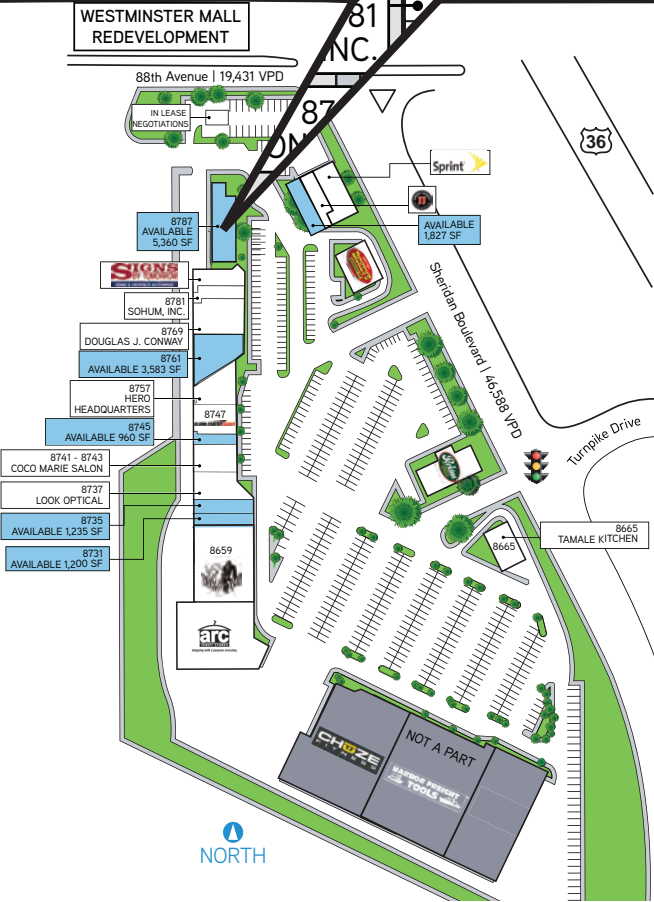 WESTMINSTER MALL
REDEVELOPMENT
81
INC.
87
88th Avenue | 19,431 VPD
IN LEASE
NEGOTIATIONS
36
Sprint
8787
AVAILABLE
5,360 SF
AVAILABLE
1,827 SF
SIGNS
BY TOMORROW
8781
SOHUM, INC.
8769
DOUGLAS J. CONWAY
8761
AVAILABLE 3,583 SF
8757
HERO
HEADQUARTERS
8747
8745
AVAILABLE 960 SF
8741 - 8743
COCO MARIE SALON
8737
LOOK OPTICAL
8735
AVAILABLE 1,235 SF
8731
AVAILABLE 1,200 SF
8659
Sheridan Boulevard | 46,588 VPD
Turnpike Drive
Perkins
8665
8665
TAMALE KITCHEN
arc
CHUZE
FITNESS
NOT A PART
HARBOR FREIGHT
TOOLS
NORTH